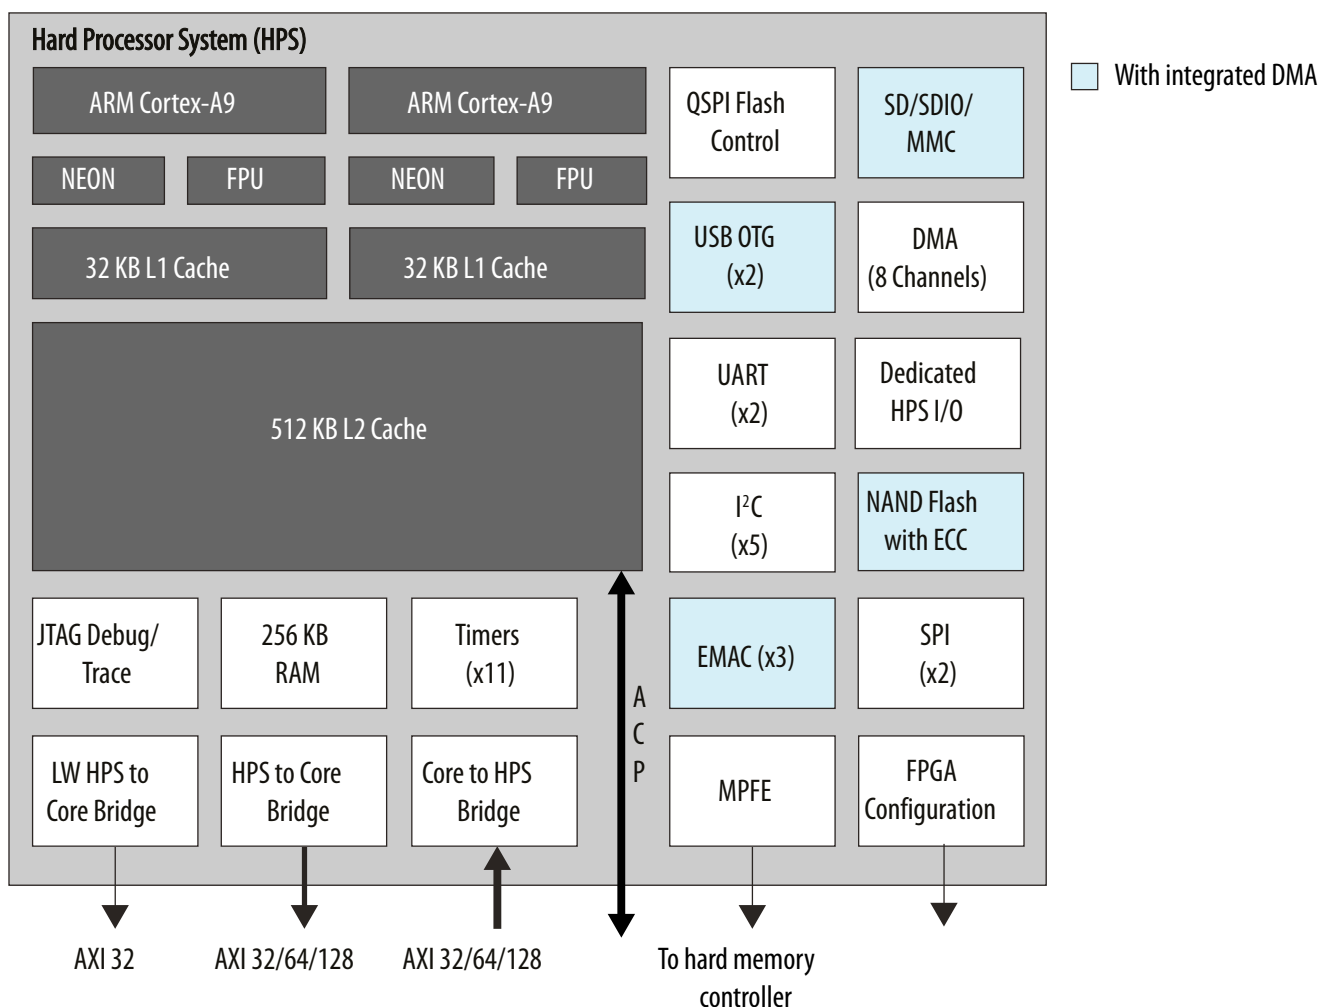 Hard Processor System (HPS)
With integrated DMA
ARM Cortex-A9
ARM Cortex-A9
NEON
FPU
NEON
FPU
32 KB L1 Cache
32 KB L1 Cache
512 KB L2 Cache
QSPI Flash
Control
SD/SDIO/
MMC
USB OTG
(x2)
DMA
(8 Channels)
UART
(x2)
Dedicated
HPS I/O
I²C
(x5)
NAND Flash
with ECC
JTAG Debug/
Trace
256 KB
RAM
Timers
(x11)
A
C
P
EMAC (x3)
SPI
(x2)
LW HPS to
Core Bridge
HPS to Core
Bridge
Core to HPS
Bridge
MPFE
FPGA
Configuration
AXI 32
AXI 32/64/128
AXI 32/64/128
To hard memory
controller